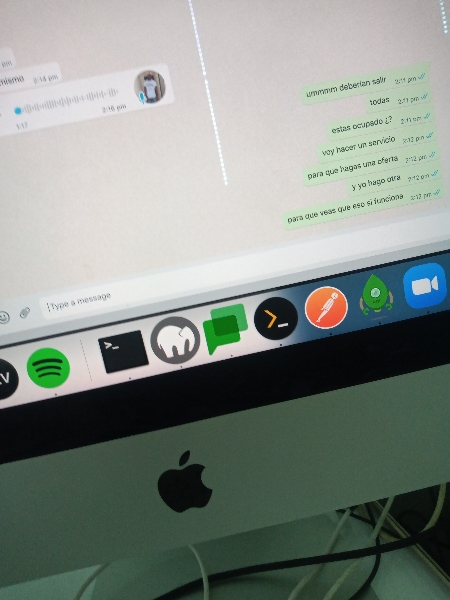 pm
ummmm deberian salir 2:11 pm
todas 2:11 pm
mismo 2:14 pm
estas ocupado ¿? 2:11 pm
voy hacer un servicio 2:12 pm
1:17 2:16 pm
para que hagas una oferta 2:12 pm
y yo hago otra 2:12 pm
para que veas que eso si funciona 2:12 pm
Type a message
>_
>_